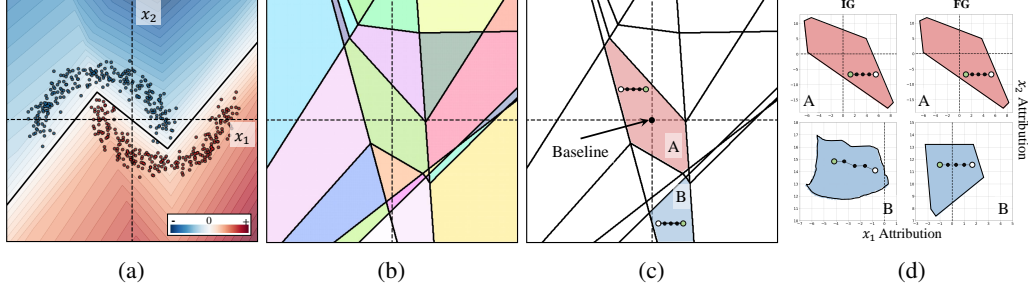 x₂
x₁
- 0 +
(a)
(b)
Baseline
A
B
(c)
IG
FG
A
A
B
B
x₁ Attribution
x₂ Attribution
(d)